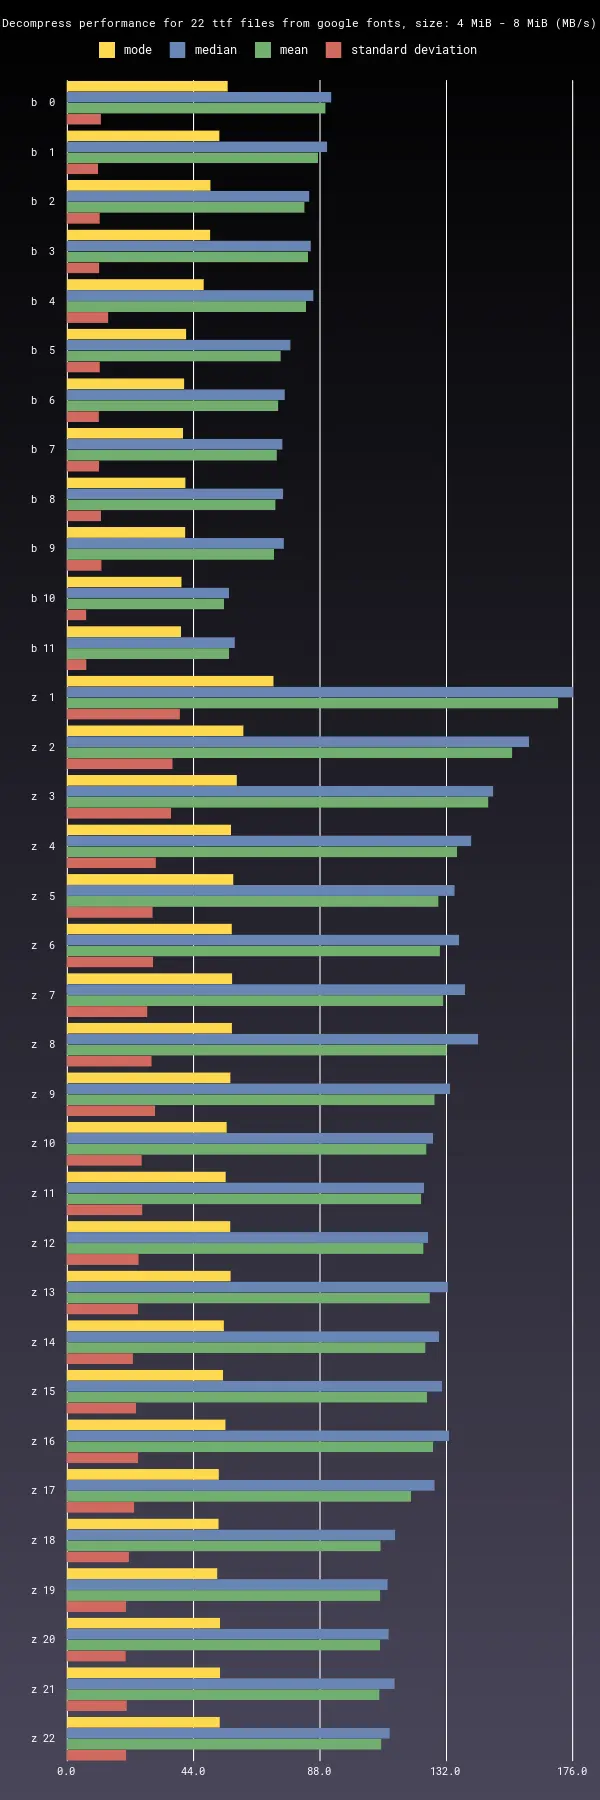 Decompress performance for 22 ttf files from google fonts, size: 4 MiB - 8 MiB (MB/s)
mode median mean standard deviation
b 0
b 1
b 2
b 3
b 4
b 5
b 6
b 7
b 8
b 9
b 10
b 11
z 1
z 2
z 3
z 4
z 5
z 6
z 7
z 8
z 9
z 10
z 11
z 12
z 13
z 14
z 15
z 16
z 17
z 18
z 19
z 20
z 21
z 22
0.0 44.0 88.0 132.0 176.0